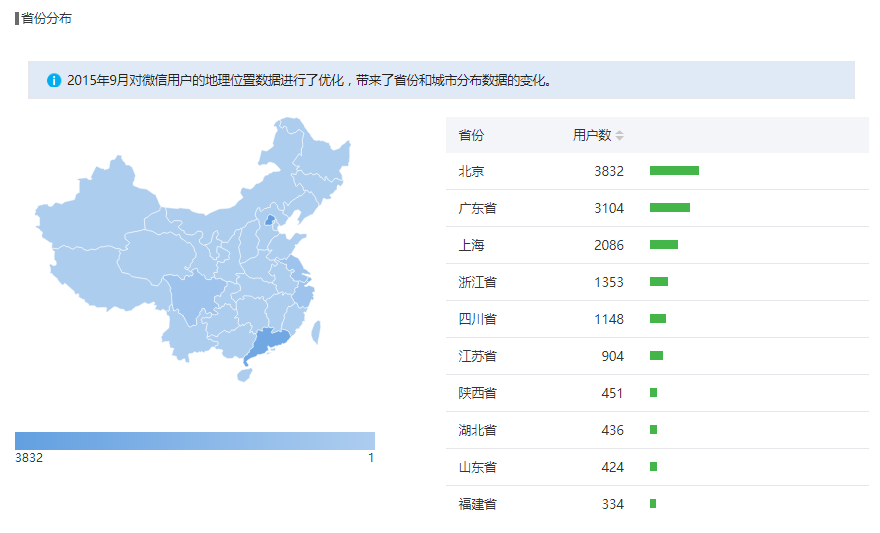 省份分布
2015年9月对微信用户的地理位置数据进行了优化，带来了省份和城市分布数据的变化。
省份 用户数
北京 3832
广东省 3104
上海 2086
浙江省 1353
四川省 1148
江苏省 904
陕西省 451
湖北省 436
山东省 424
福建省 334
3832 1